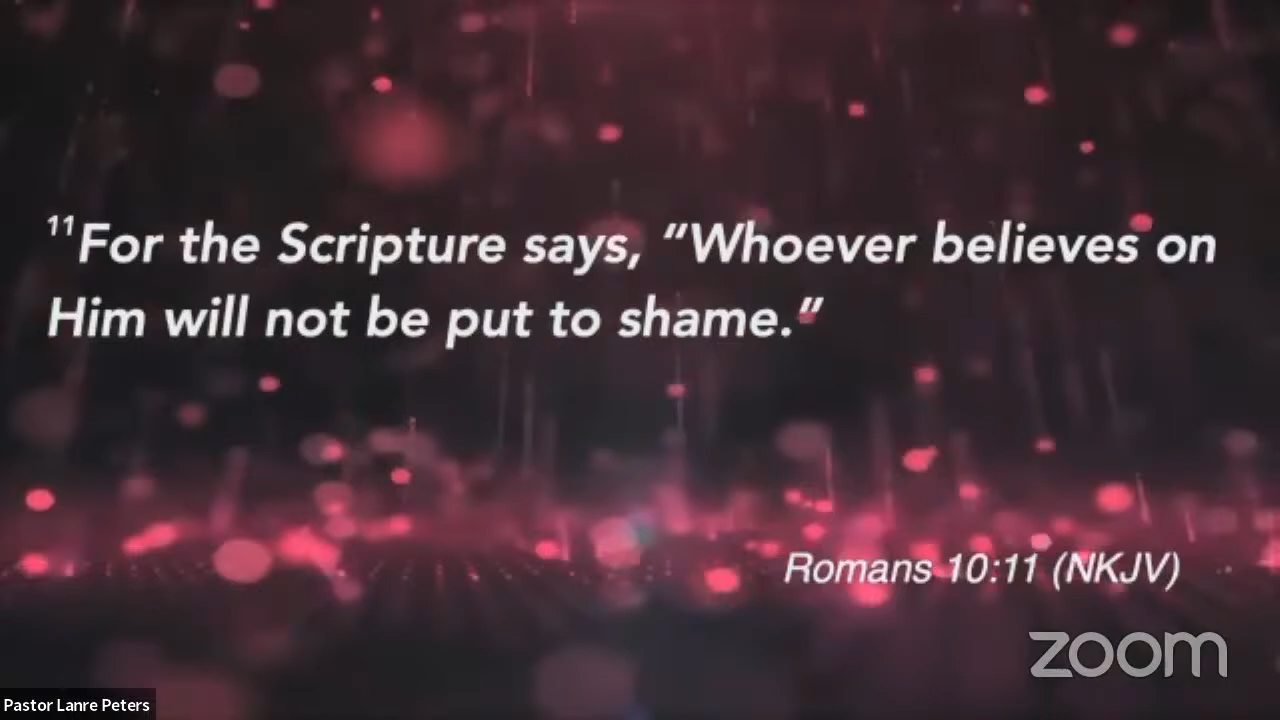 ¹¹For the Scripture says, “Whoever believes on
Him will not be put to shame.”
Romans 10:11 (NKJV)
zoom
Pastor Lanre Peters